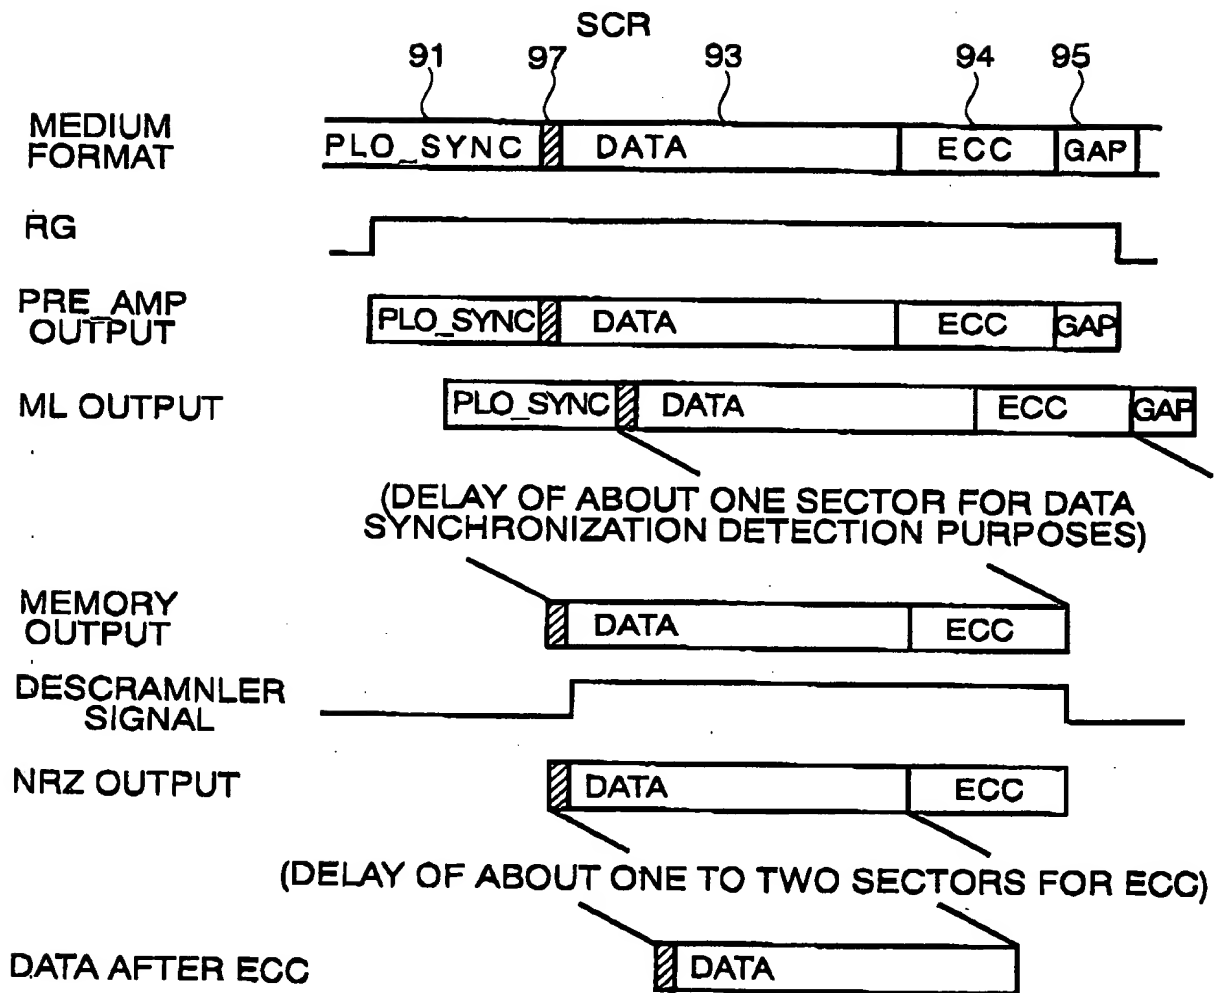 SCR
91 97 93 94 95
MEDIUM
FORMAT
PLO_SYNC DATA ECC GAP
RG
PRE_AMP
OUTPUT
PLO_SYNC DATA ECC GAP
ML OUTPUT
PLO_SYNC DATA ECC GAP
(DELAY OF ABOUT ONE SECTOR FOR DATA
SYNCHRONIZATION DETECTION PURPOSES)
MEMORY
OUTPUT
DATA ECC
DESCRAMNLER
SIGNAL
NRZ OUTPUT
DATA ECC
(DELAY OF ABOUT ONE TO TWO SECTORS FOR ECC)
DATA AFTER ECC
DATA